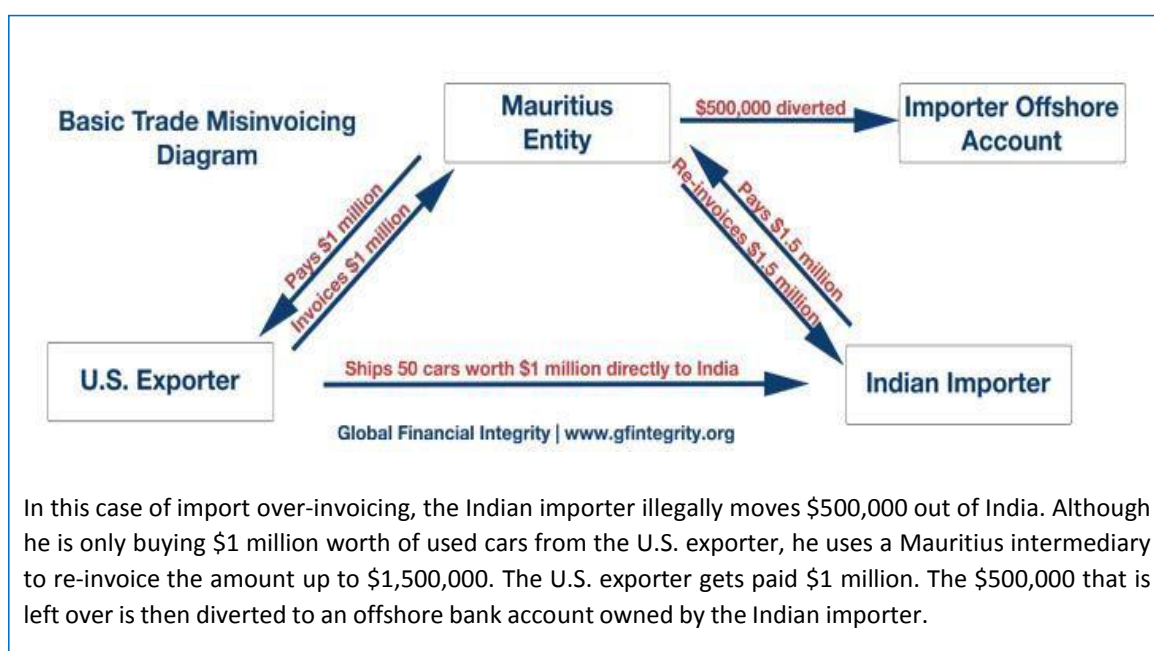 Basic Trade Misinvoicing
Diagram
Mauritius
Entity
$500,000 diverted
Importer Offshore
Account
Pays $1 million
Invoices $1 million
Re-invoices $1.5 million
Pays $1.5 million
U.S. Exporter
Ships 50 cars worth $1 million directly to India
Indian Importer
Global Financial Integrity | www.gfintegrity.org
In this case of import over-invoicing, the Indian importer illegally moves $500,000 out of India. Although
he is only buying $1 million worth of used cars from the U.S. exporter, he uses a Mauritius intermediary
to re-invoice the amount up to $1,500,000. The U.S. exporter gets paid $1 million. The $500,000 that is
left over is then diverted to an offshore bank account owned by the Indian importer.